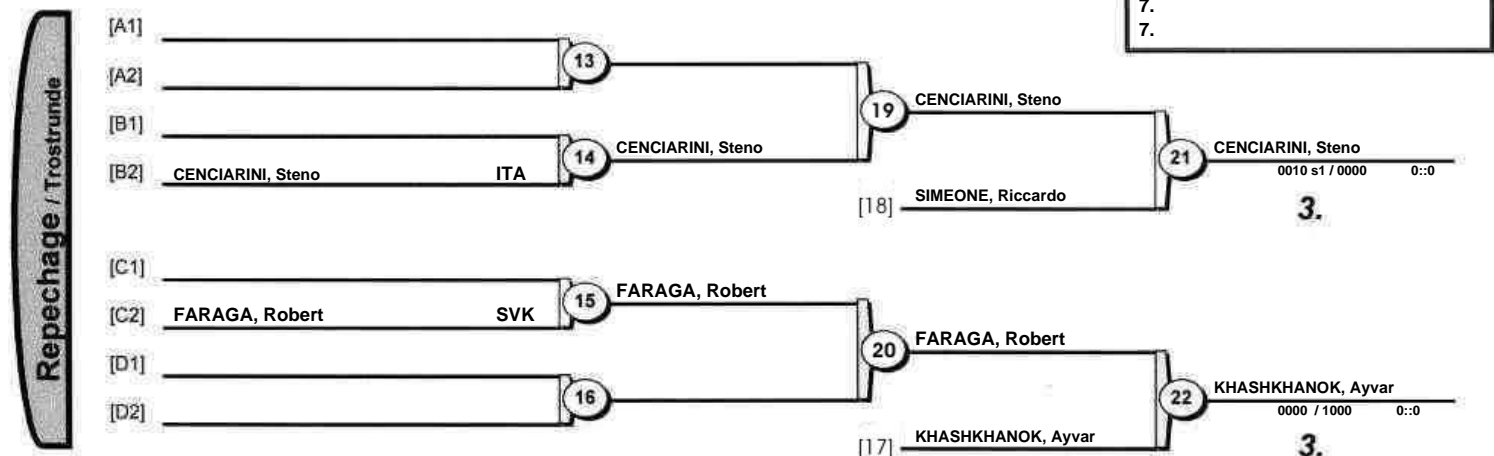 7.
7.
Repechage / Trostrunde
[A1]
13
[A2]
19 CENCIARINI, Steno
[B1]
14 CENCIARINI, Steno
21 CENCIARINI, Steno
[B2] CENCIARINI, Steno ITA
0010 s1 / 0000 0::0
[18] SIMEONE, Riccardo
3.
[C1]
15 FARAGA, Robert
[C2] FARAGA, Robert SVK
20 FARAGA, Robert
[D1]
16
22 KHASHKHANOK, Ayvar
[D2]
0000 / 1000 0::0
[17] KHASHKHANOK, Ayvar
3.